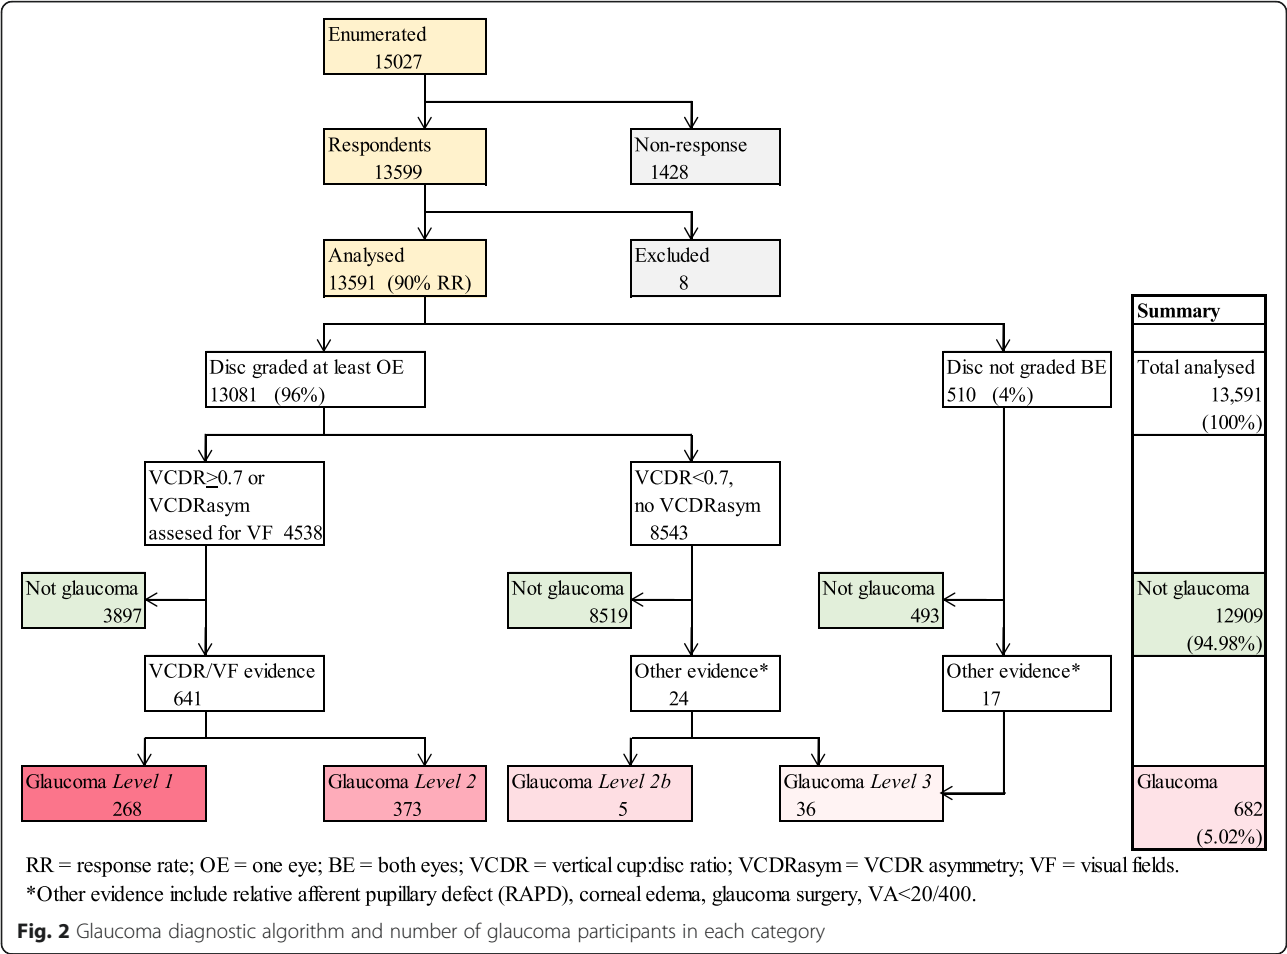 Enumerated
15027
Respondents
13599
Non-response
1428
Analysed
13591 (90% RR)
Excluded
8
Summary
Disc graded at least OE
13081 (96%)
Disc not graded BE
510 (4%)
Total analysed
13,591
(100%)
VCDR≥0.7 or
VCDRasym
assesed for VF 4538
VCDR<0.7,
no VCDRasym
8543
Not glaucoma
3897
Not glaucoma
8519
Not glaucoma
493
Not glaucoma
12909
(94.98%)
VCDR/VF evidence
641
Other evidence*
24
Other evidence*
17
Glaucoma Level 1
268
Glaucoma Level 2
373
Glaucoma Level 2b
5
Glaucoma Level 3
36
Glaucoma
682
(5.02%)
RR = response rate; OE = one eye; BE = both eyes; VCDR = vertical cup:disc ratio; VCDRasym = VCDR asymmetry; VF = visual fields.
*Other evidence include relative afferent pupillary defect (RAPD), corneal edema, glaucoma surgery, VA<20/400.
Fig. 2 Glaucoma diagnostic algorithm and number of glaucoma participants in each category